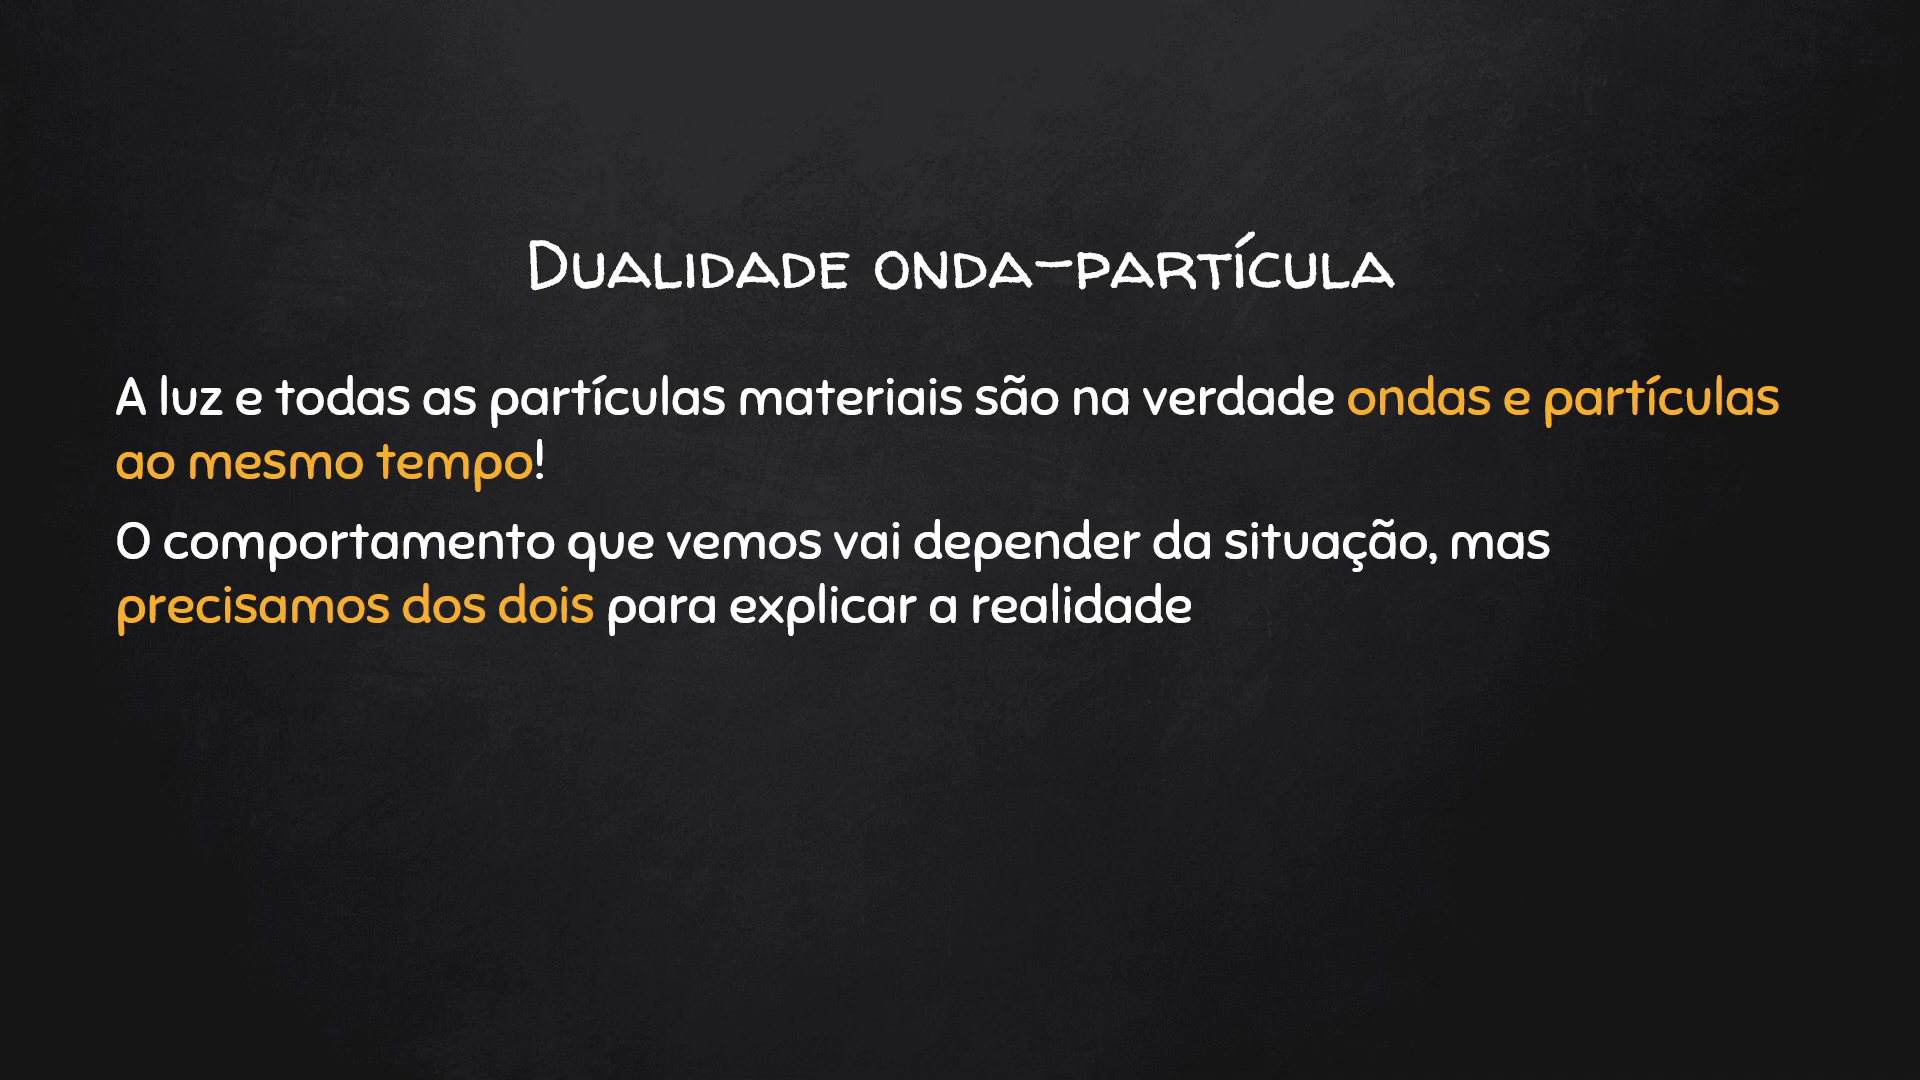 Dualidade onda-partícula
A luz e todas as partículas materiais são na verdade ondas e partículas
ao mesmo tempo!
O comportamento que vemos vai depender da situação, mas
precisamos dos dois para explicar a realidade